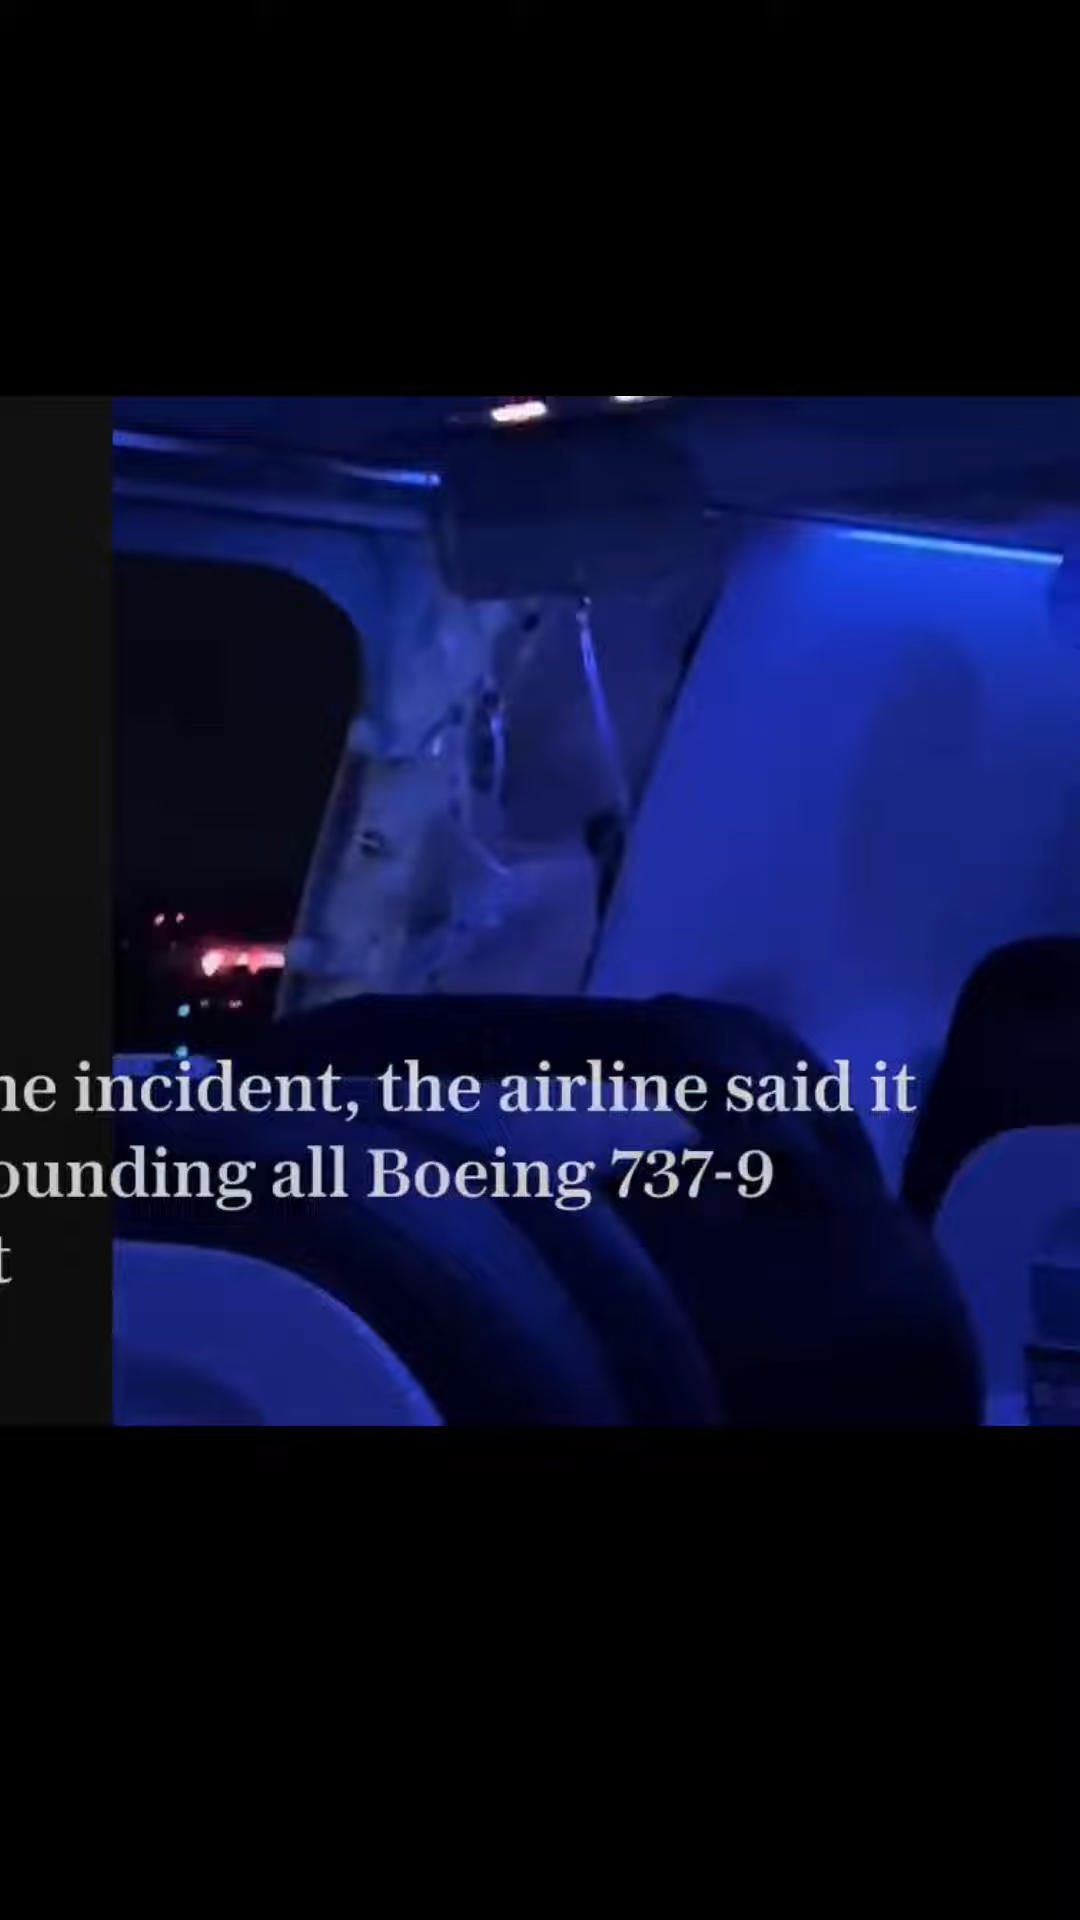 he incident, the airline said it
ounding all Boeing 737-9
t